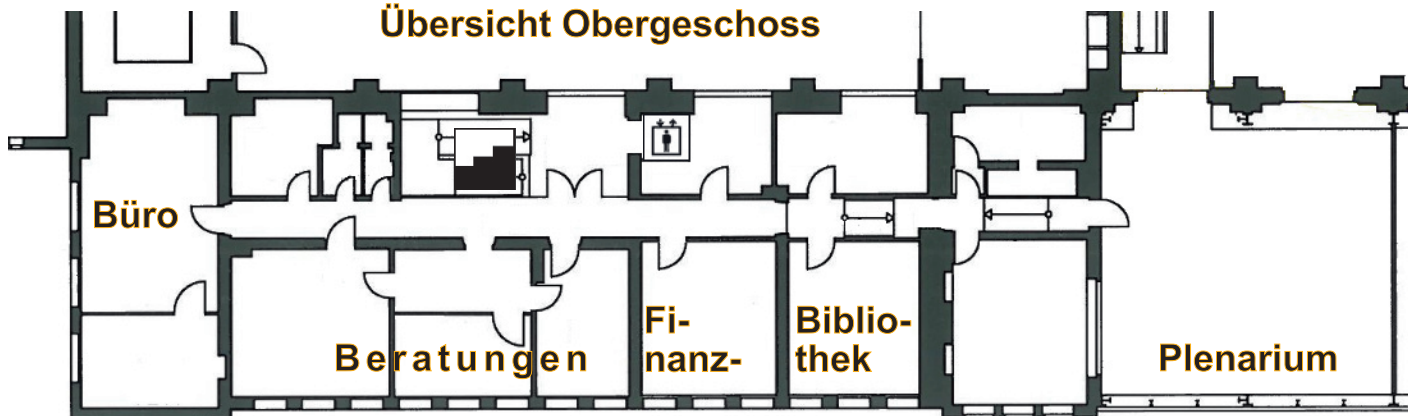 Übersicht Obergeschoss
Büro
Beratungen
Fi-
nanz-
Biblio-
thek
Plenarium